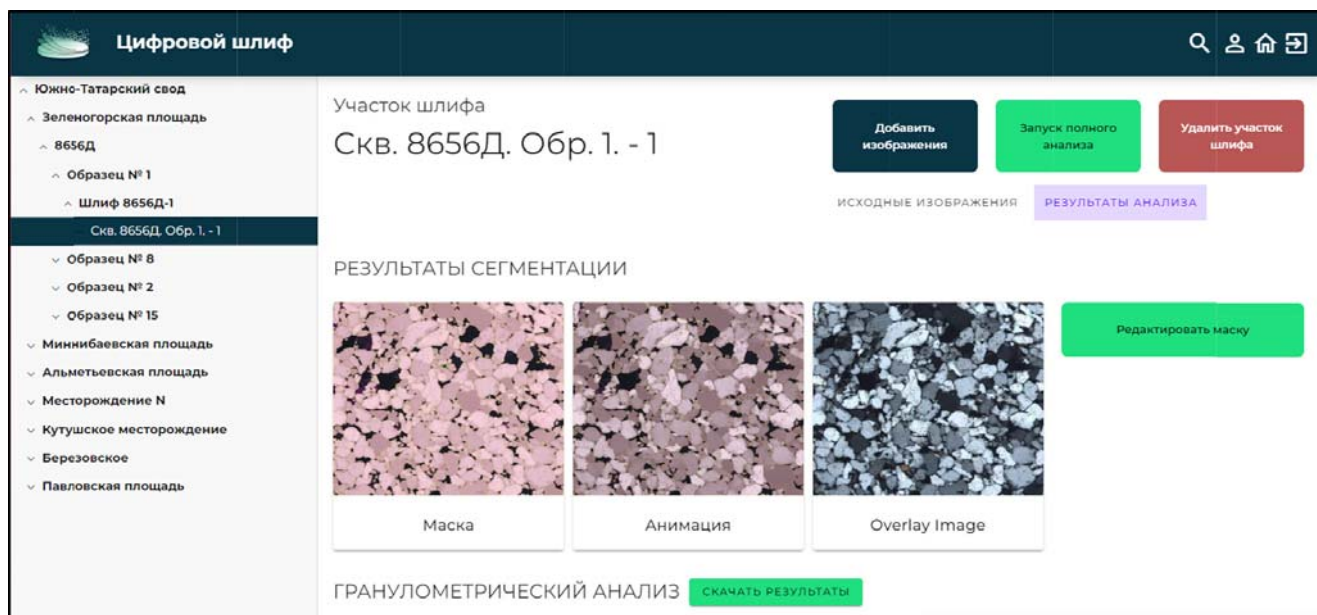 Цифровой шлиф
Южно-Татарский свод
Зеленогорская площадь
8656Д
Образец № 1
Шлиф 8656Д-1
Скв. 8656Д. Обр. 1. - 1
Образец № 8
Образец № 2
Образец № 15
Миннибаевская площадь
Альметьевская площадь
Месторождение N
Кутушское месторождение
Березовское
Павловская площадь
Участок шлифа
Скв. 8656Д. Обр. 1. - 1
Добавить
изображения
Запуск полного
анализа
Удалить участок
шлифа
ИСХОДНЫЕ ИЗОБРАЖЕНИЯ
РЕЗУЛЬТАТЫ АНАЛИЗА
РЕЗУЛЬТАТЫ СЕГМЕНТАЦИИ
Маска
Анимация
Overlay Image
Редактировать маску
ГРАНУЛОМЕТРИЧЕСКИЙ АНАЛИЗ
СКАЧАТЬ РЕЗУЛЬТАТЫ